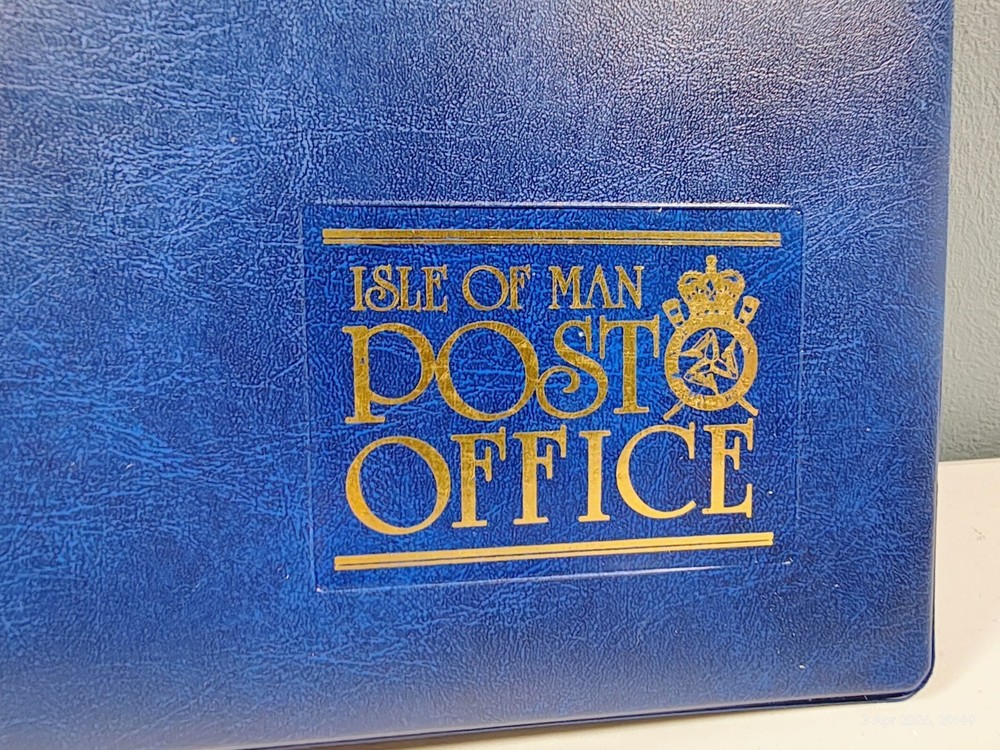 ISLE OF MAN
POST
OFFICE